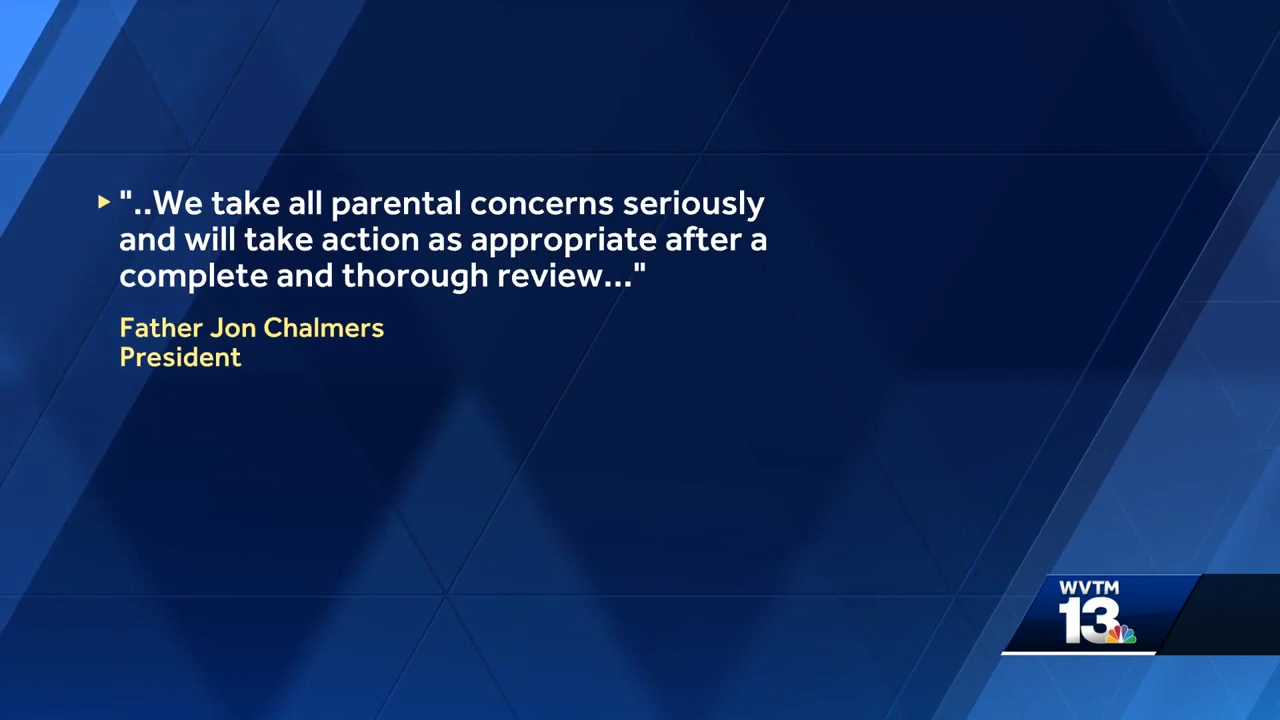 "..We take all parental concerns seriously
and will take action as appropriate after a
complete and thorough review..."
Father Jon Chalmers
President
WVTM
13